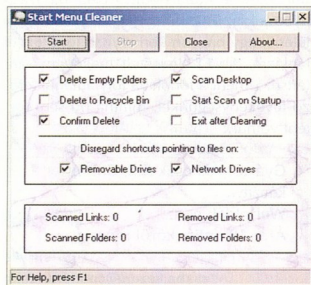 Start Menu Cleaner
Start Stop Close About...
Delete Empty Folders Scan Desktop
Delete to Recycle Bin Start Scan on Startup
Confirm Delete Exit after Cleaning
Disregard shortcuts pointing to files on:
Removable Drives Network Drives
Scanned Links: 0 Removed Links: 0
Scanned Folders: 0 Removed Folders: 0
For Help, press F1